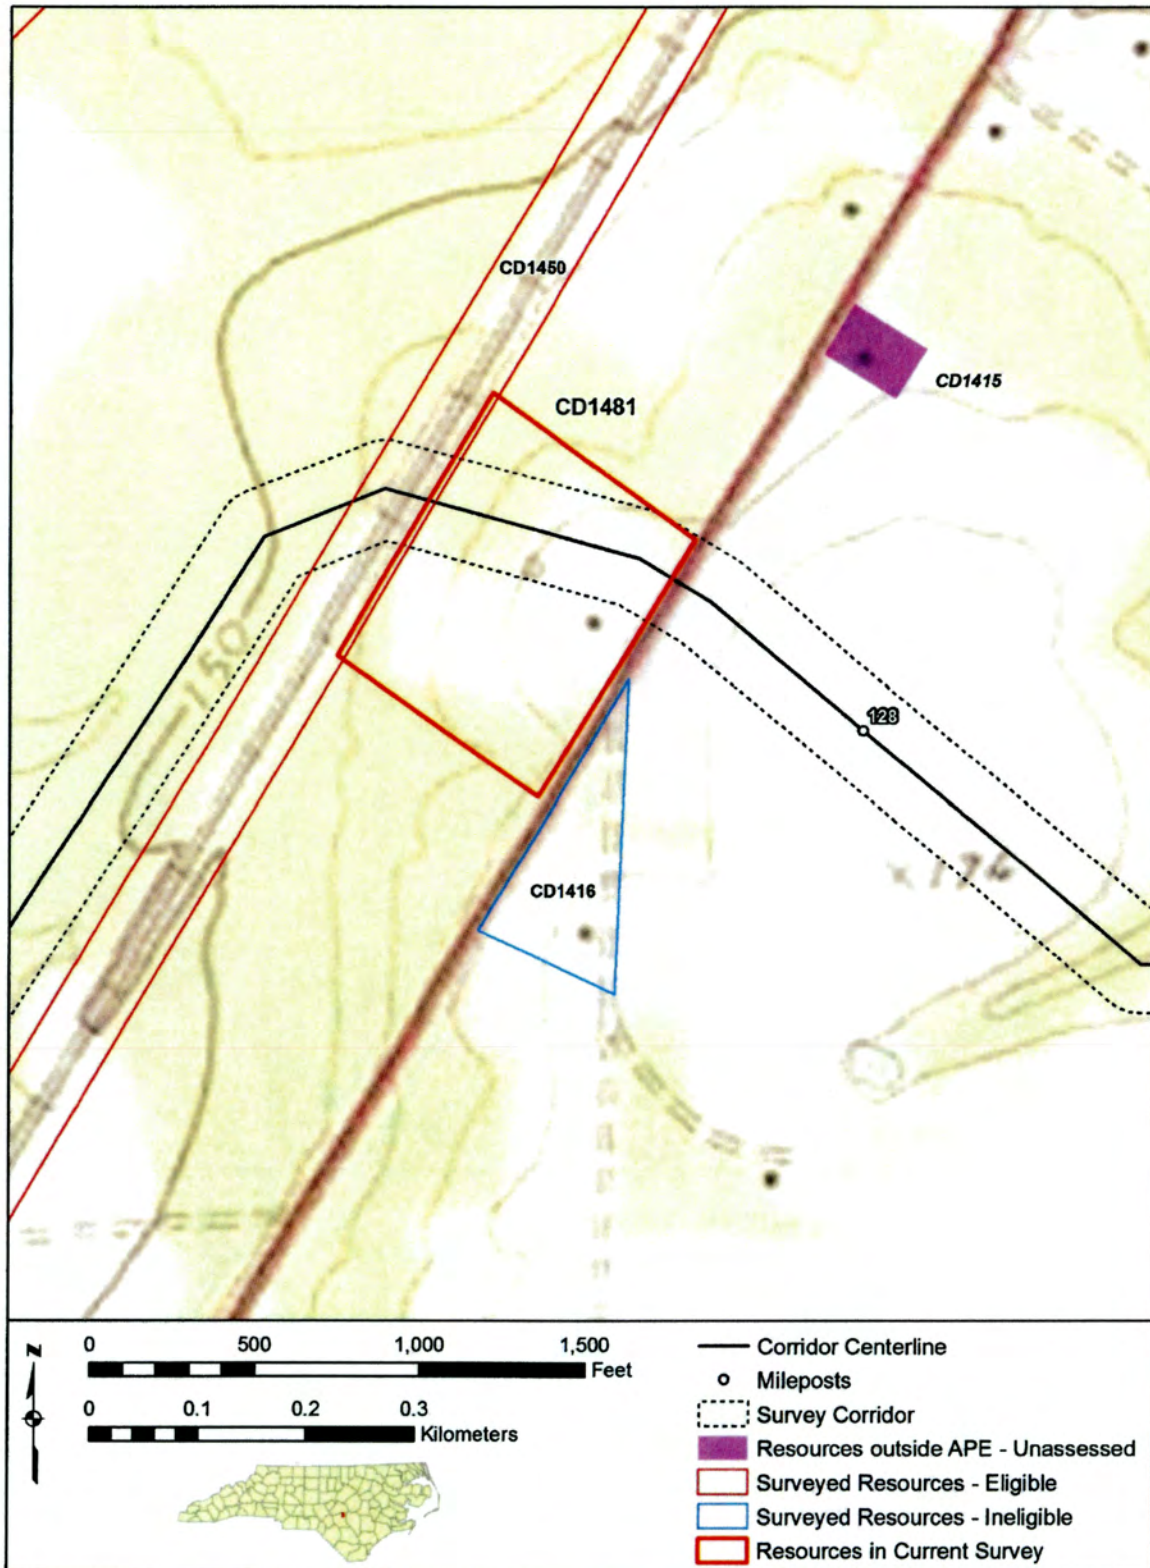 CD1450
CD1415
CD1481
150
128
CD1416
×176
N
0 500 1,000 1,500
Feet
0 0.1 0.2 0.3
Kilometers
Corridor Centerline
Mileposts
Survey Corridor
Resources outside APE - Unassessed
Surveyed Resources - Eligible
Surveyed Resources - Ineligible
Resources in Current Survey